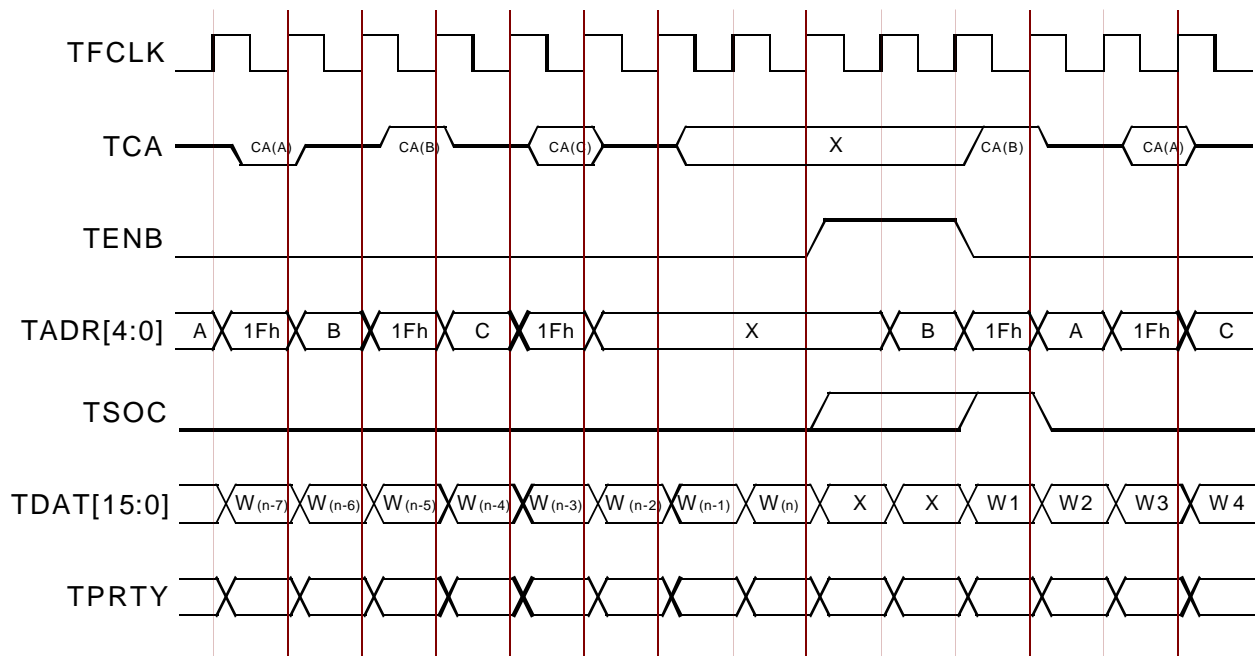 TFCLK
TCA CA(A) CA(B) CA(C) X CA(B) CA(A)
TENB
TADR[4:0] A 1Fh B 1Fh C 1Fh X B 1Fh A 1Fh C
TSOC
TDAT[15:0] W(n-7) W(n-6) W(n-5) W(n-4) W(n-3) W(n-2) W(n-1) W(n) X X W1 W2 W3 W4
TPRTY